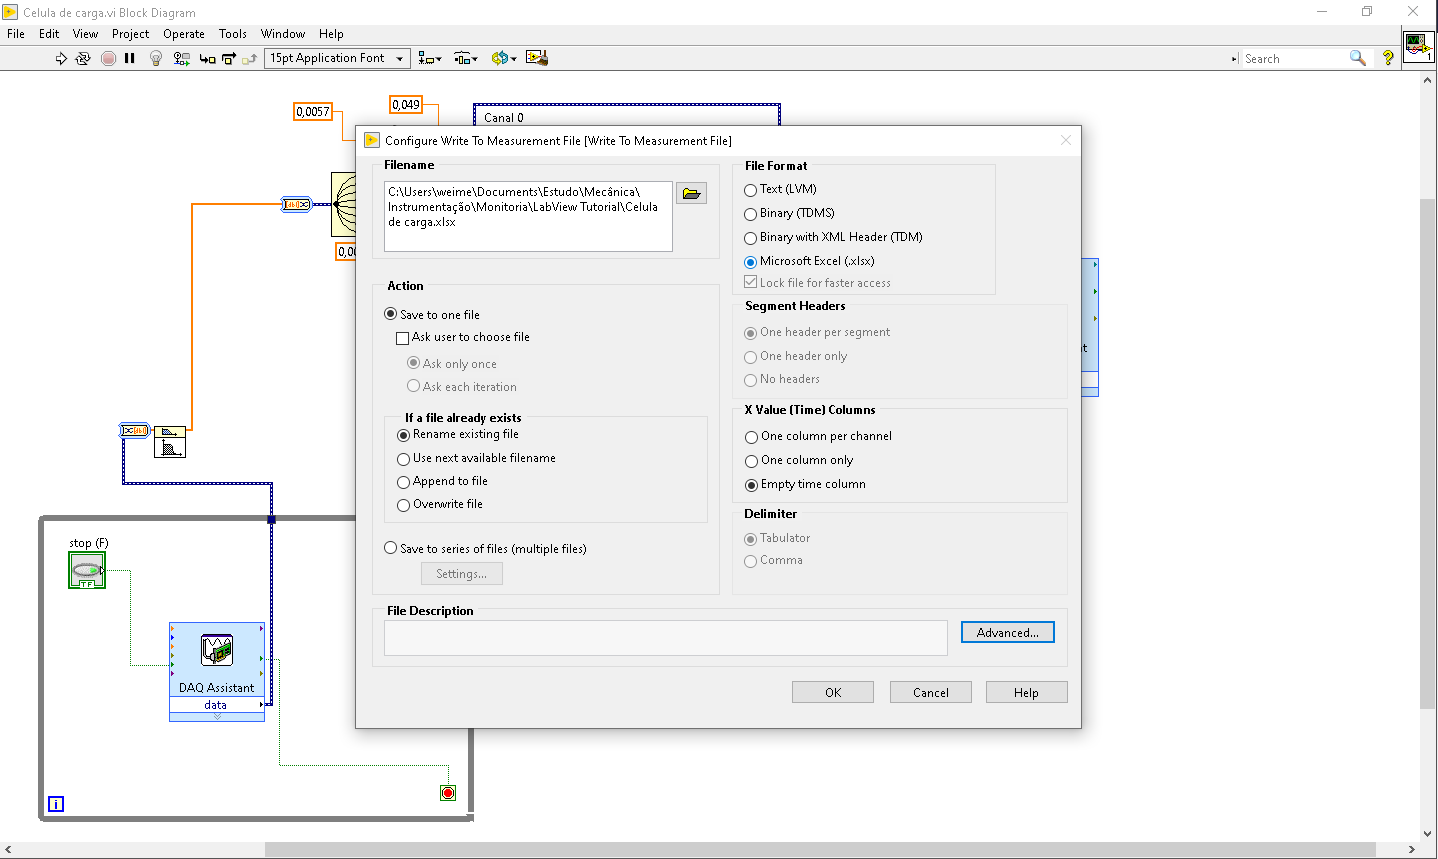 Celula de carga.vi Block Diagram
File Edit View Project Operate Tools Window Help
15pt Application Font
Search
1
0,0057
0,049
Canal 0
Configure Write To Measurement File [Write To Measurement File]
Filename
C:\Users\weime\Documents\Estudo\Mecânica\
Instrumentação\Monitoria\LabView Tutorial\Celula
de carga.xlsx
File Format
Text (LVM)
Binary (TDMS)
Binary with XML Header (TDM)
Microsoft Excel (.xlsx)
Lock file for faster access
Action
Save to one file
Ask user to choose file
Ask only once
Ask each iteration
If a file already exists
Rename existing file
Use next available filename
Append to file
Overwrite file
Save to series of files (multiple files)
Settings...
Segment Headers
One header per segment
One header only
No headers
X Value (Time) Columns
One column per channel
One column only
Empty time column
Delimiter
Tabulator
Comma
File Description
Advanced...
OK Cancel Help
stop (F)
TF
DAQ Assistant
data
i